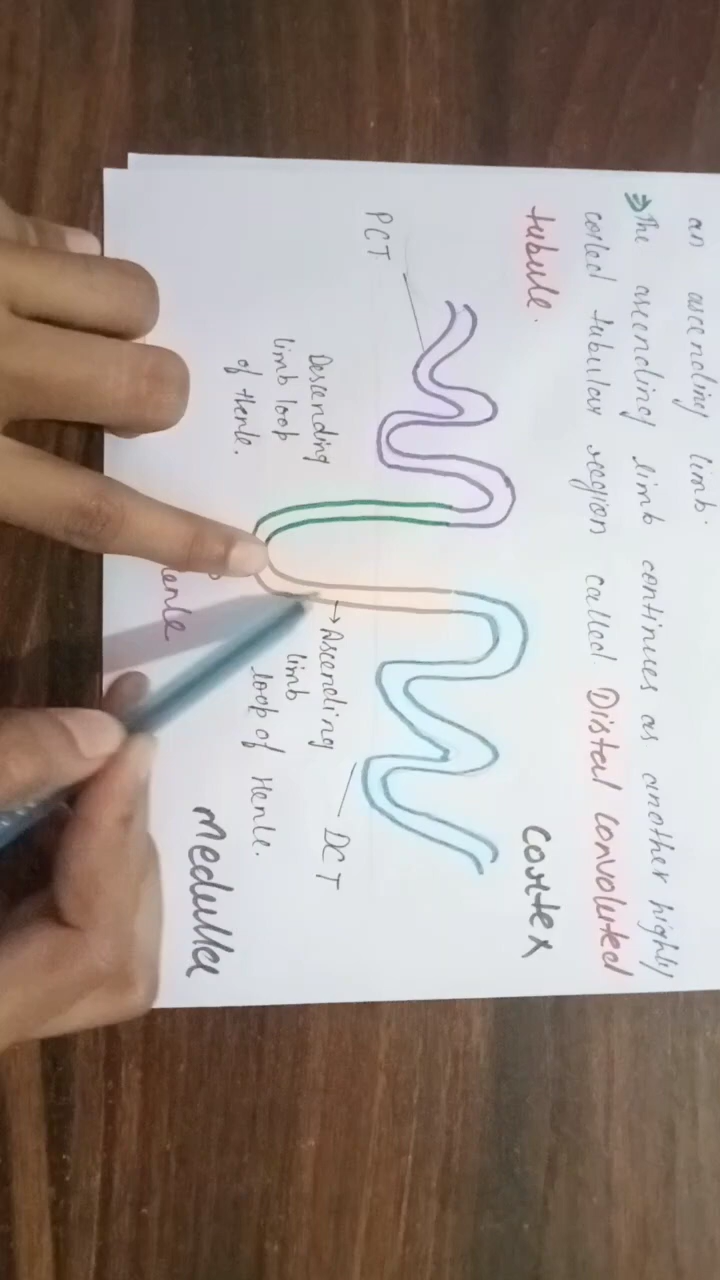 an ascending limb.
⇒ The ascending limb continues as another highly
coiled tubular region called Distal convoluted
tubule.
Cortex
PCT
Descending
limb loop
of Henle.
→ Ascending
limb
loop of Henle.
DCT
Henle
Medulla